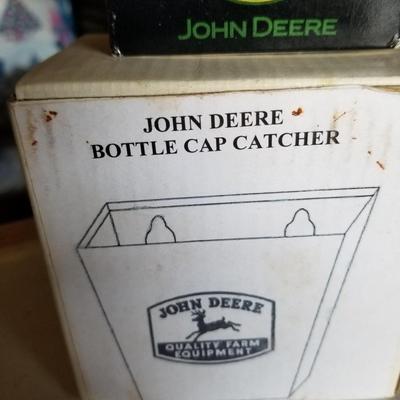 JOHN DEERE
JOHN DEERE
BOTTLE CAP CATCHER
JOHN DEERE
QUALITY FARM
EQUIPMENT